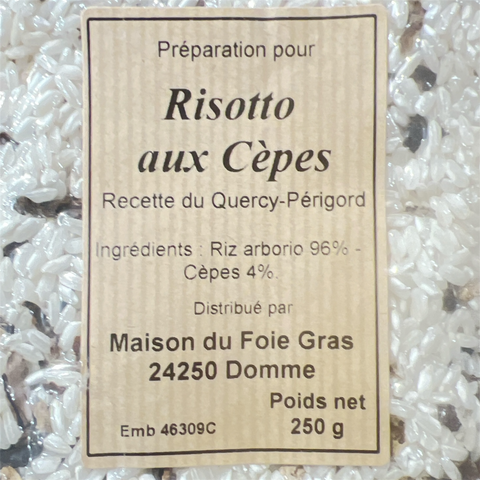 Préparation pour
Risotto
aux Cèpes
Recette du Quercy-Périgord
Ingrédients : Riz arborio 96% -
Cèpes 4%.
Distribué par
Maison du Foie Gras
24250 Domme
Poids net
Emb 46309C 250 g